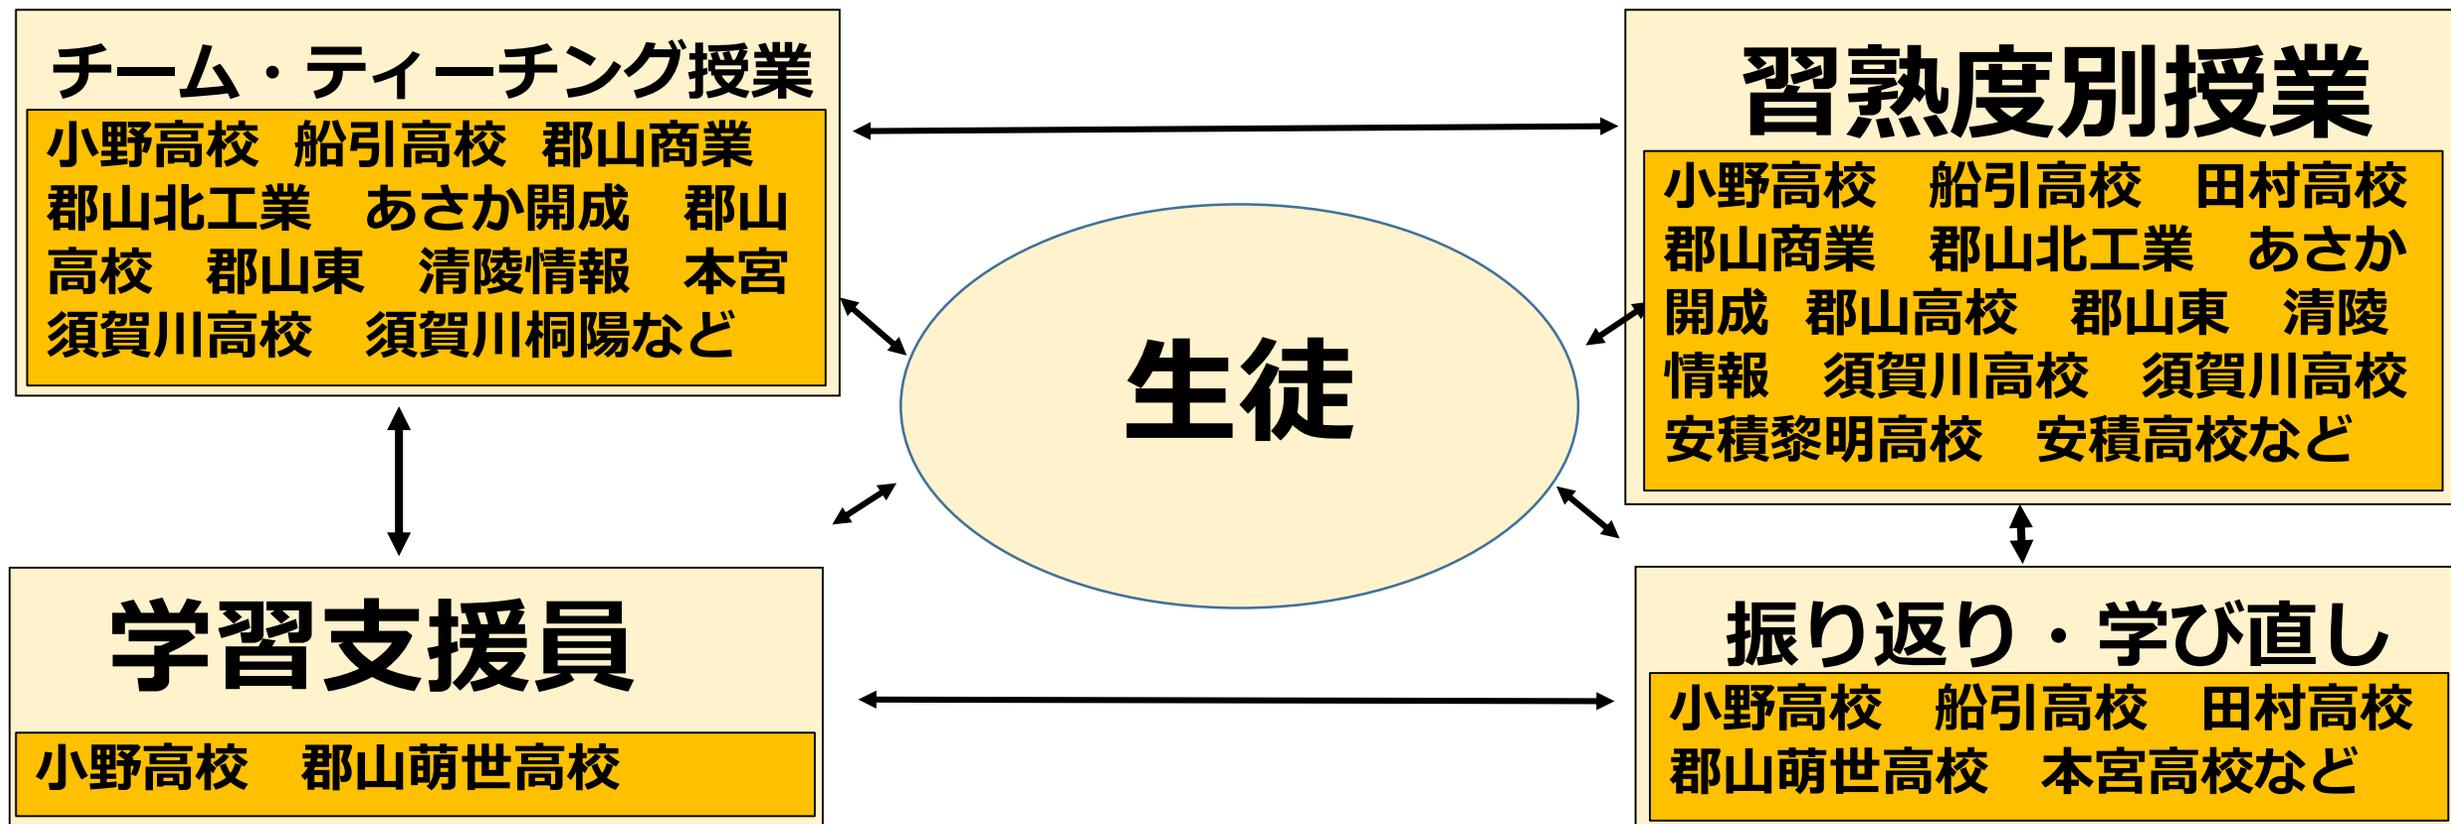 チーム・ティーチング授業
小野高校 船引高校 郡山商業
郡山北工業 あさか開成 郡山
高校 郡山東 清陵情報 本宮
須賀川高校 須賀川桐陽など
習熟度別授業
小野高校 船引高校 田村高校
郡山商業 郡山北工業 あさか
開成 郡山高校 郡山東 清陵
情報 須賀川高校 須賀川高校
安積黎明高校 安積高校など
生徒
学習支援員
小野高校 郡山萌世高校
振り返り・学び直し
小野高校 船引高校 田村高校
郡山萌世高校 本宮高校など